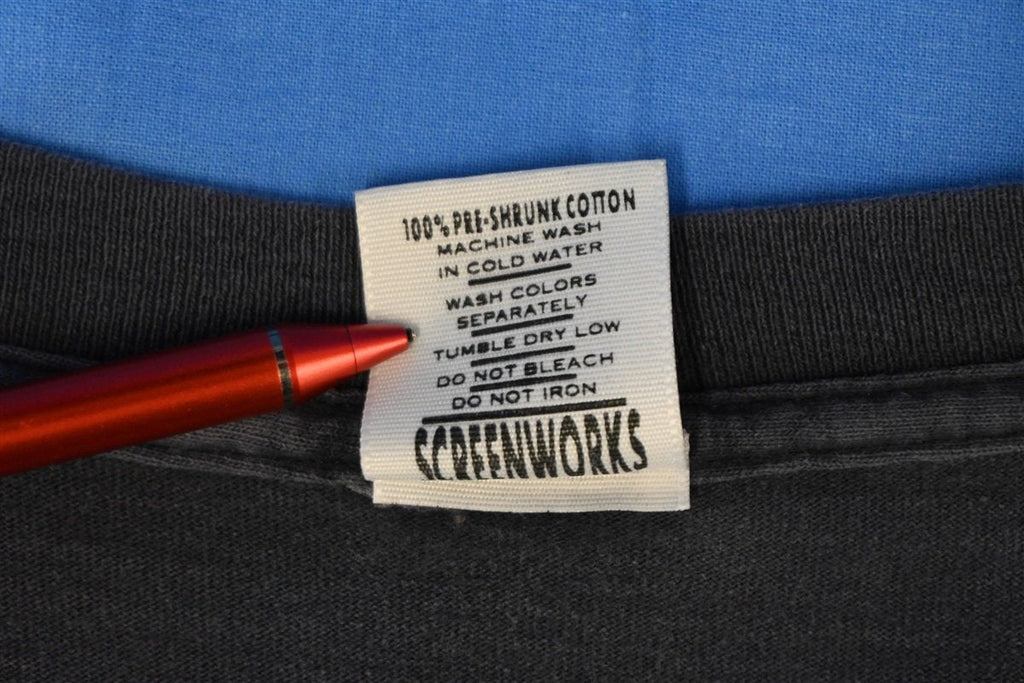 100% PRE-SHRUNK COTTON
MACHINE WASH
IN COLD WATER
WASH COLORS
SEPARATELY
TUMBLE DRY LOW
DO NOT BLEACH
DO NOT IRON
SCREENWORKS